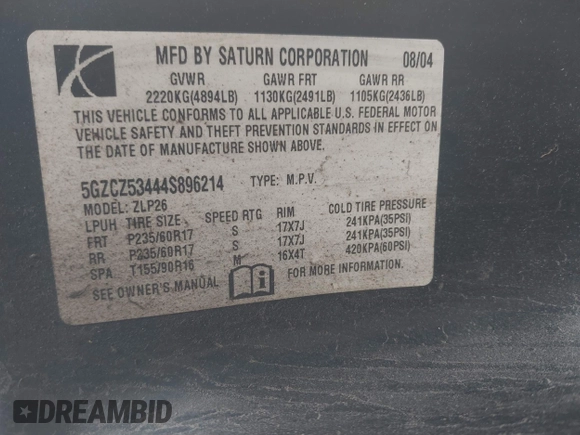 MFD BY SATURN CORPORATION 08/04
GVWR GAWR FRT GAWR RR
2220KG(4894LB) 1130KG(2491LB) 1105KG(2436LB)
THIS VEHICLE CONFORMS TO ALL APPLICABLE U.S. FEDERAL MOTOR
VEHICLE SAFETY AND THEFT PREVENTION STANDARDS IN EFFECT ON
THE DATE OF MANUFACTURE SHOWN ABOVE.
5GZCZ53444S896214 TYPE: M.P.V.
MODEL: ZLP26
LPUH TIRE SIZE SPEED RTG RIM COLD TIRE PRESSURE
FRT P235/60R17 S 17X7J 241KPA(35PSI)
RR P235/60R17 S 17X7J 241KPA(35PSI)
SPA T155/90R16 M 16X4T 420KPA(60PSI)
SEE OWNER'S MANUAL FOR MORE INFORMATION.
DREAMBID